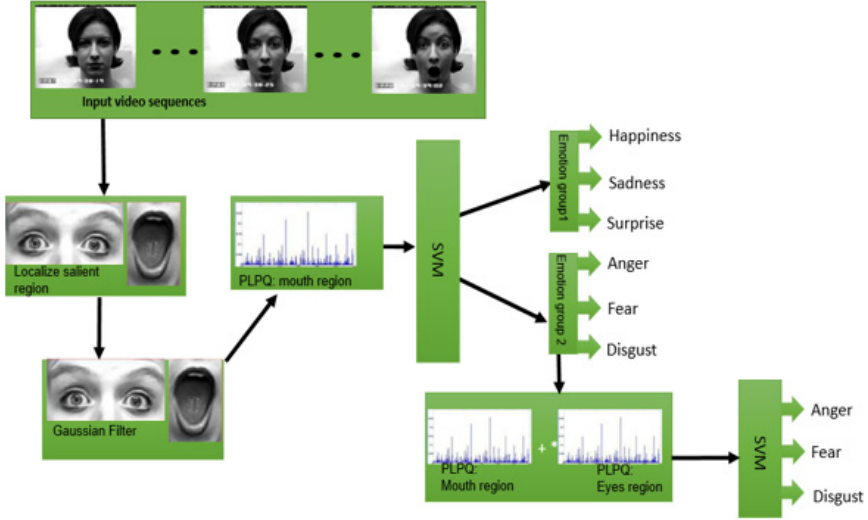 Input video sequences
Localize salient
region
Gaussian Filter
PLPQ: mouth region
SVM
Emotion group1
Happiness
Sadness
Surprise
Emotion group 2
Anger
Fear
Disgust
PLPQ:
Mouth region
+ *
PLPQ:
Eyes region
SVM
Anger
Fear
Disgust